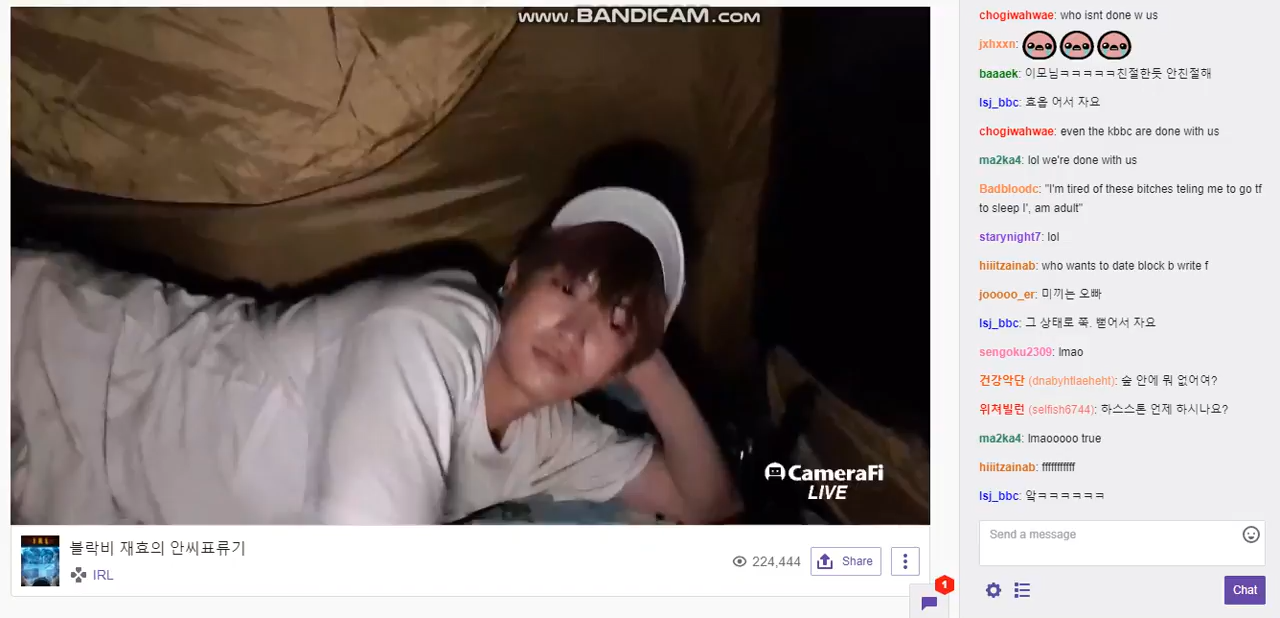 www.BANDICAM.com
CameraFi
LIVE
블락비 재효의 안씨표류기
IRL
224,444
Share
1
chogiwahwae: who isnt done w us
jxhxxn:
baaaek: 이모님ㅋㅋㅋㅋㅋ친절한듯 안친절해
lsj_bbc: 효옵 어서 자요
chogiwahwae: even the kbbc are done with us
ma2ka4: lol we're done with us
Badbloodc: "I'm tired of these bitches teling me to go tf
to sleep I', am adult"
starynight7: lol
hiiitzainab: who wants to date block b write f
jooooo_er: 미끼는 오빠
lsj_bbc: 그 상태로 쭉. 뻗어서 자요
sengoku2309: lmao
건강악단 (dnabyhtlaeheht): 숲 안에 뭐 없어여?
위쳐빌런 (selfish6744): 하스스톤 언제 하시나요?
ma2ka4: lmaooooo true
hiiitzainab: fffffffffff
lsj_bbc: 앜ㅋㅋㅋㅋㅋㅋ
Send a message
Chat